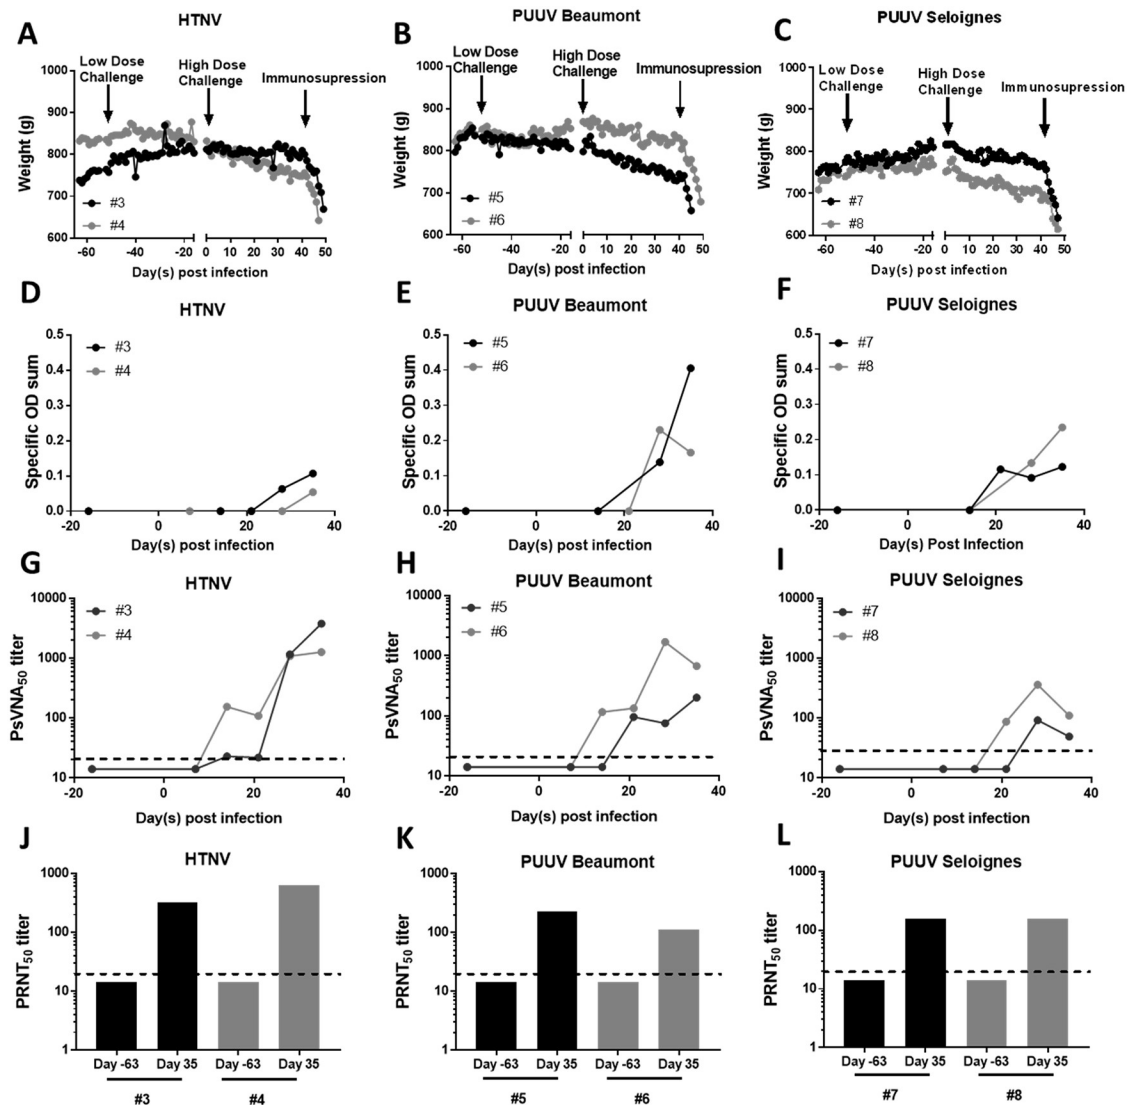 A
HTNV
Low Dose
Challenge
High Dose
Challenge
Immunosupression
Weight (g)
1000
900
800
700
600
#3
#4
-60
-40
-20
0
10
20
30
40
50
Day(s) post infection
B
PUUV Beaumont
Low Dose
Challenge
High Dose
Challenge
Immunosupression
Weight (g)
1000
900
800
700
600
#5
#6
-60
-40
-20
0
10
20
30
40
50
Day(s) post infection
C
PUUV Seloignes
Low Dose
Challenge
High Dose
Challenge
Immunosupression
Weight (g)
1000
900
800
700
600
#7
#8
-60
-40
-20
0
10
20
30
40
50
Day(s) post infection
D
HTNV
Specific OD sum
0.5
0.4
0.3
0.2
0.1
0.0
#3
#4
-20
0
20
40
Day(s) post infection
E
PUUV Beaumont
Specific OD sum
0.5
0.4
0.3
0.2
0.1
0.0
#5
#6
-20
0
20
40
Day(s) post infection
F
PUUV Seloignes
Specific OD sum
0.5
0.4
0.3
0.2
0.1
0.0
#7
#8
-20
0
20
40
Day(s) Post Infection
G
HTNV
PsVNA50 titer
10000
1000
100
10
#3
#4
-20
0
20
40
Day(s) post infection
H
PUUV Beaumont
PsVNA50 titer
10000
1000
100
10
#5
#6
-20
0
20
40
Day(s) post infection
I
PUUV Seloignes
PsVNA50 titer
10000
1000
100
10
#7
#8
-20
0
20
40
Day(s) post infection
J
HTNV
PRNT50 titer
1000
100
10
1
Day -63
Day 35
Day -63
Day 35
#3
#4
K
PUUV Beaumont
PRNT50 titer
1000
100
10
1
Day -63
Day 35
Day -63
Day 35
#5
#6
L
PUUV Seloignes
PRNT50 titer
1000
100
10
1
Day -63
Day 35
Day -63
Day 35
#7
#8